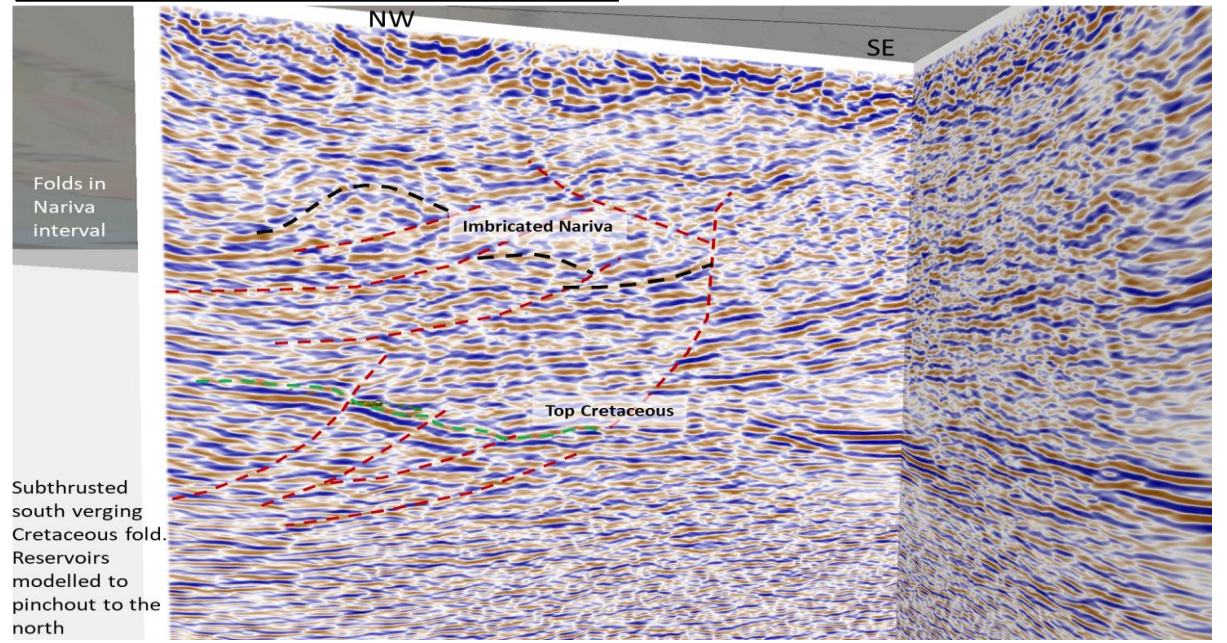 NW
SE
Folds in
Nariva
interval
Imbricated Nariva
Top Cretaceous
Subthrusted
south verging
Cretaceous fold.
Reservoirs
modelled to
pinchout to the
north